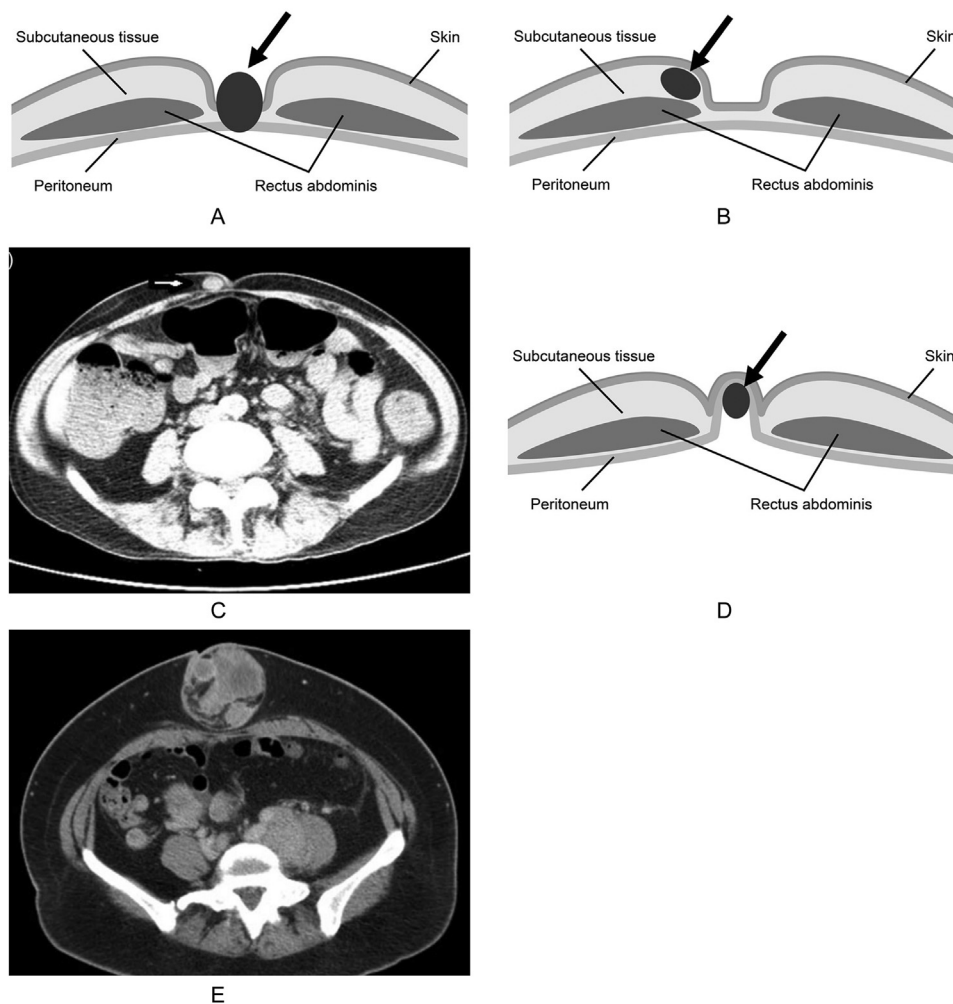 Subcutaneous tissue
Skin
Peritoneum
Rectus abdominis
A
Subcutaneous tissue
Skin
Peritoneum
Rectus abdominis
B
)
C
Subcutaneous tissue
Skin
Peritoneum
Rectus abdominis
D
E